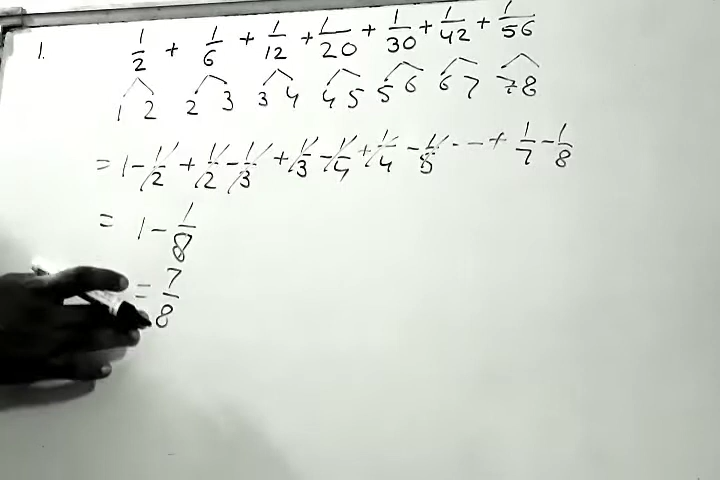 1. 1/2 + 1/6 + 1/12 + 1/20 + 1/30 + 1/42 + 1/56
1 2 2 3 3 4 4 5 5 6 6 7 7 8
= 1 - 1/2 + 1/2 - 1/3 + 1/3 - 1/4 + 1/4 - 1/5 - - - + 1/7 - 1/8
= 1 - 1/8
= 7/8